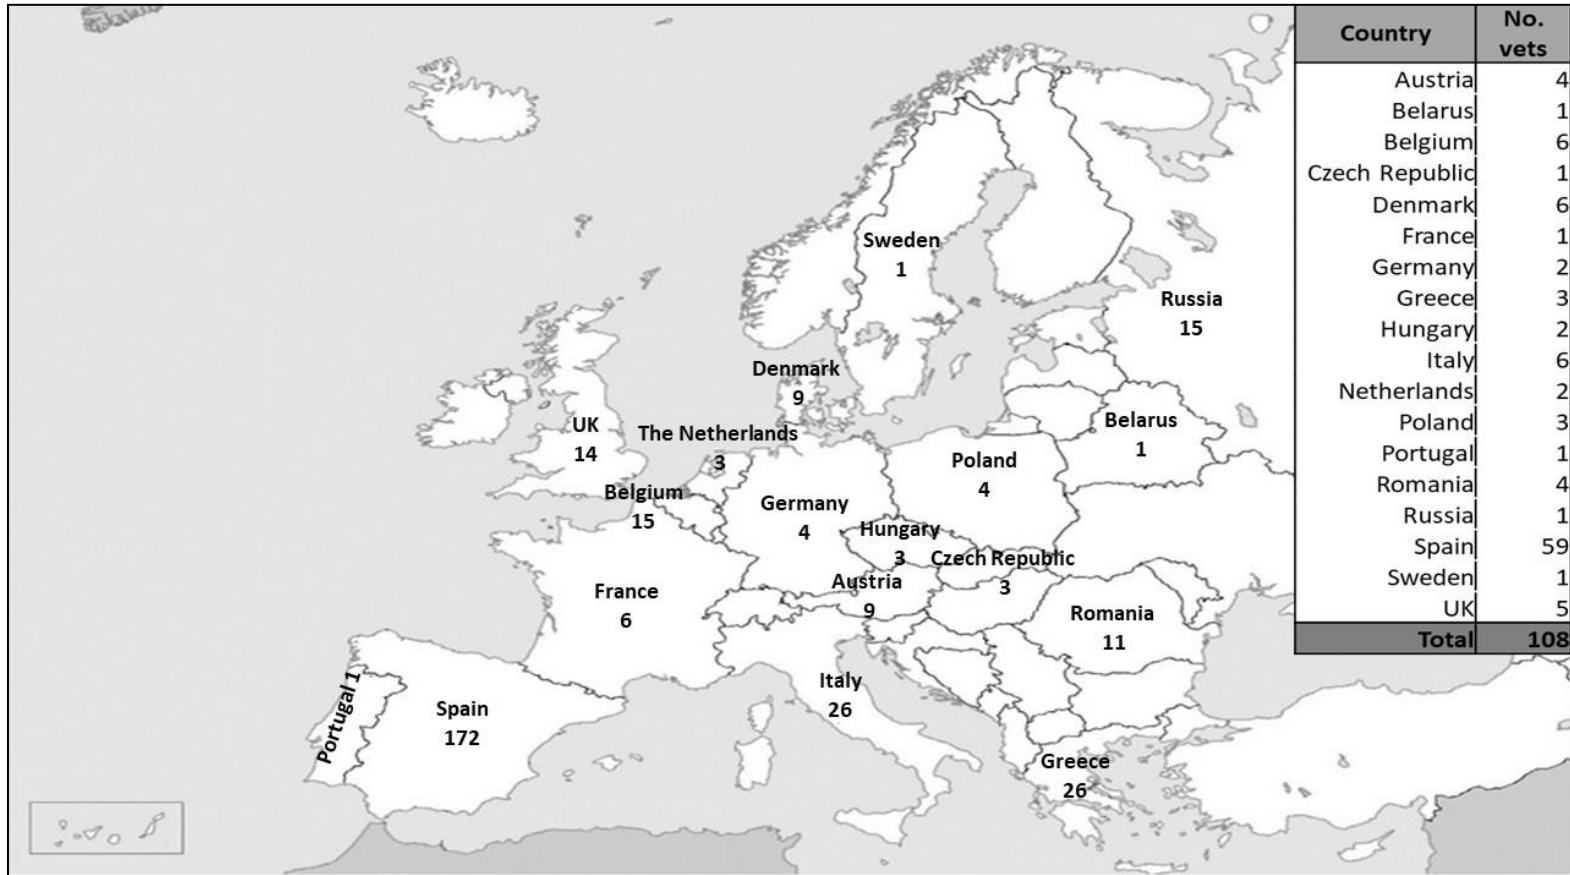 Sweden
1
Russia
15
Denmark
9
UK
14
The Netherlands
3
Belarus
1
Poland
4
Belgium
15
Germany
4
Hungary
3
Czech Republic
3
Austria
9
France
6
Romania
11
Portugal 1
Spain
172
Italy
26
Greece
26
Country No. vets
Austria 4
Belarus 1
Belgium 6
Czech Republic 1
Denmark 6
France 1
Germany 2
Greece 3
Hungary 2
Italy 6
Netherlands 2
Poland 3
Portugal 1
Romania 4
Russia 1
Spain 59
Sweden 1
UK 5
Total 108